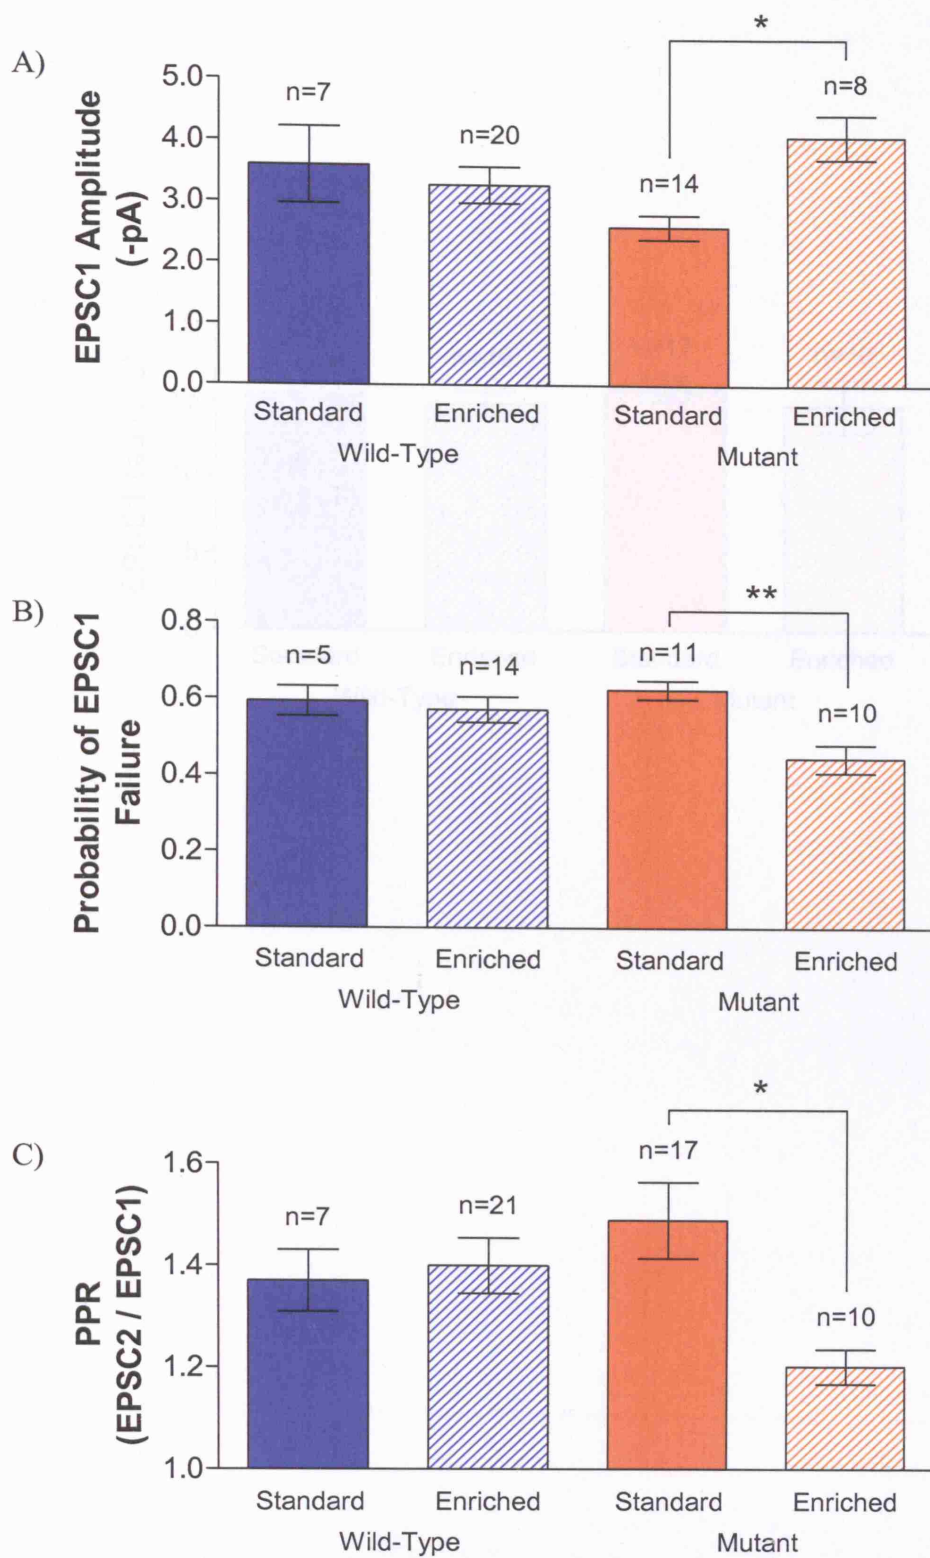 A)
EPSC1 Amplitude
(-pA)
5.0
4.0
3.0
2.0
1.0
0.0
n=7
n=20
n=14
n=8
*
Standard
Enriched
Standard
Enriched
Wild-Type
Mutant
B)
Probability of EPSC1
Failure
0.8
0.6
0.4
0.2
0.0
n=5
n=14
n=11
n=10
**
Standard
Enriched
Standard
Enriched
Wild-Type
Mutant
C)
PPR
(EPSC2 / EPSC1)
1.6
1.4
1.2
1.0
n=7
n=21
n=17
n=10
*
Standard
Enriched
Standard
Enriched
Wild-Type
Mutant